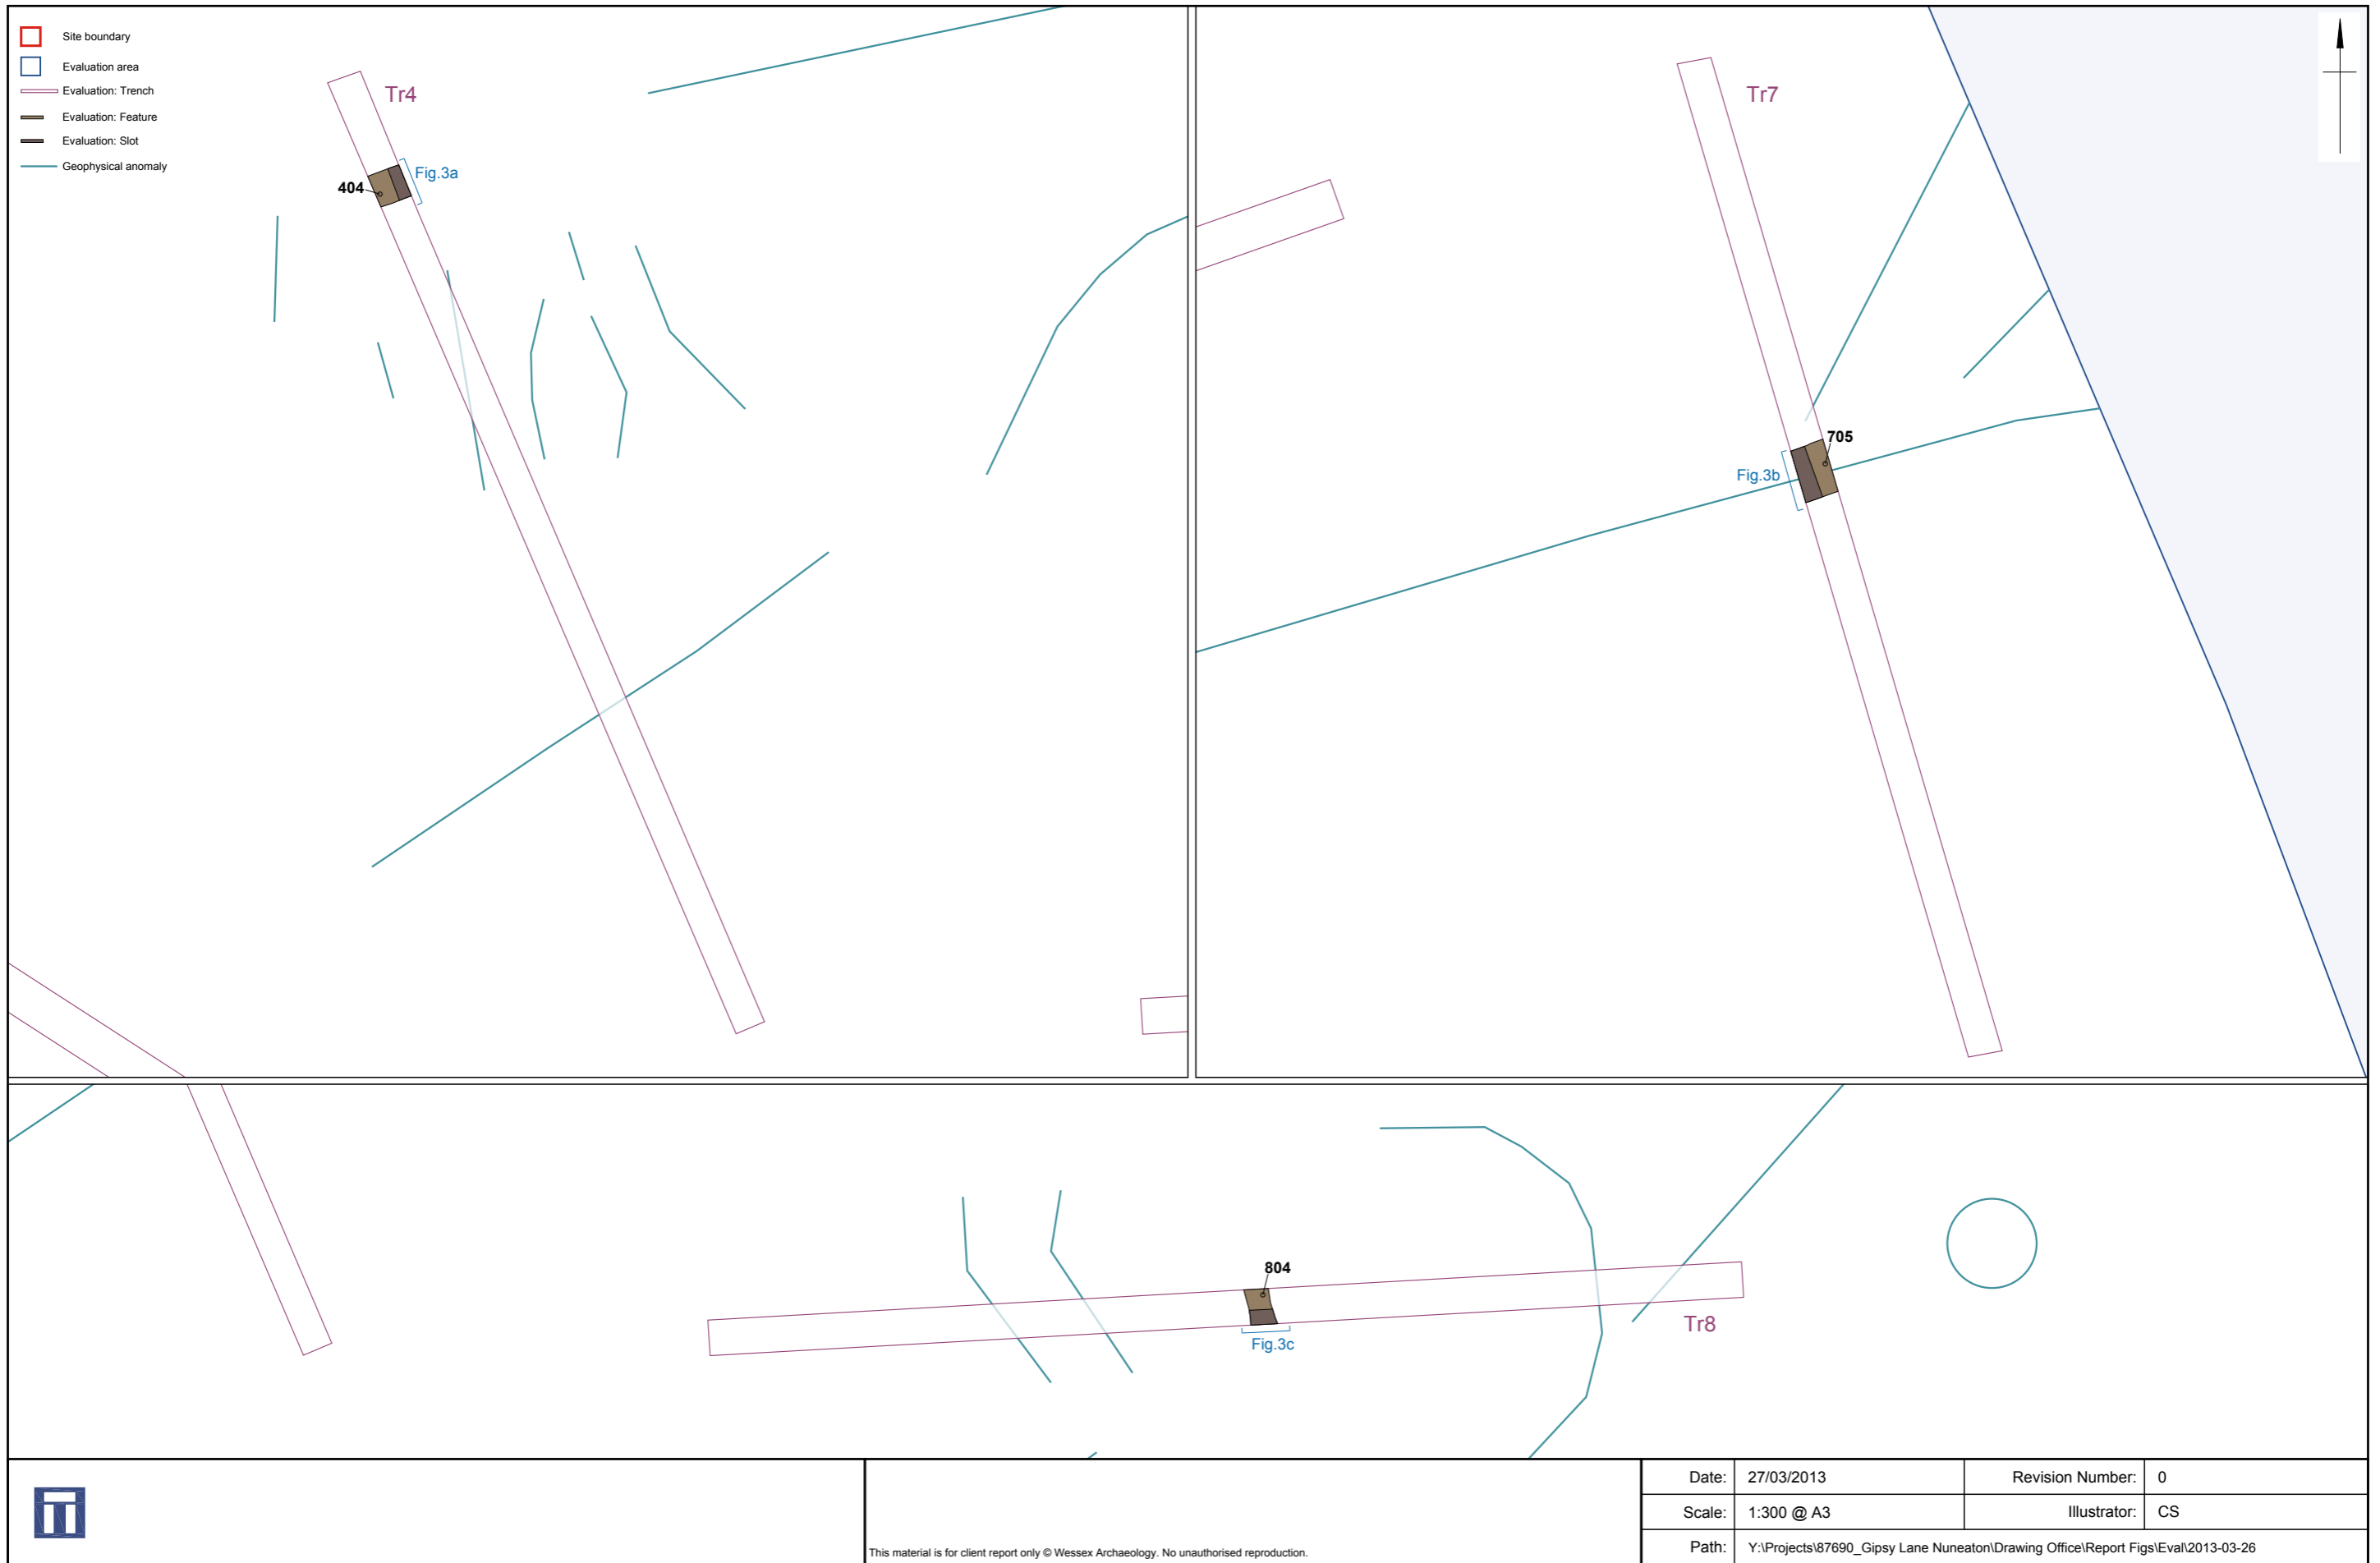 Site boundary
Evaluation area
Evaluation: Trench
Evaluation: Feature
Evaluation: Slot
Geophysical anomaly
Tr4
404
Fig.3a
Tr7
705
Fig.3b
804
Fig.3c
Tr8
This material is for client report only © Wessex Archaeology. No unauthorised reproduction.
Date: 27/03/2013 Revision Number: 0
Scale: 1:300 @ A3 Illustrator: CS
Path: Y:\Projects\87690_Gipsy Lane Nuneaton\Drawing Office\Report Figs\Eval\2013-03-26